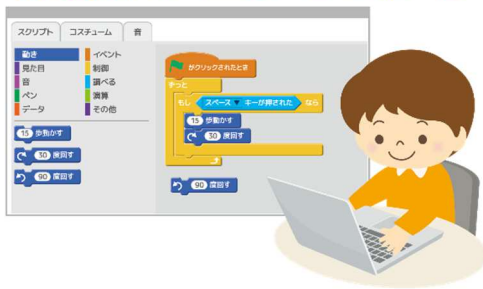 スクリプト コスチューム 音
動き イベント
見た目 制御
音 調べる
ペン 演算
データ その他
15 歩動かす
30 度回す
90 度回す
がクリックされたとき
ずっと
もし スペース キーが押された なら
15 歩動かす
30 度回す
90 度回す